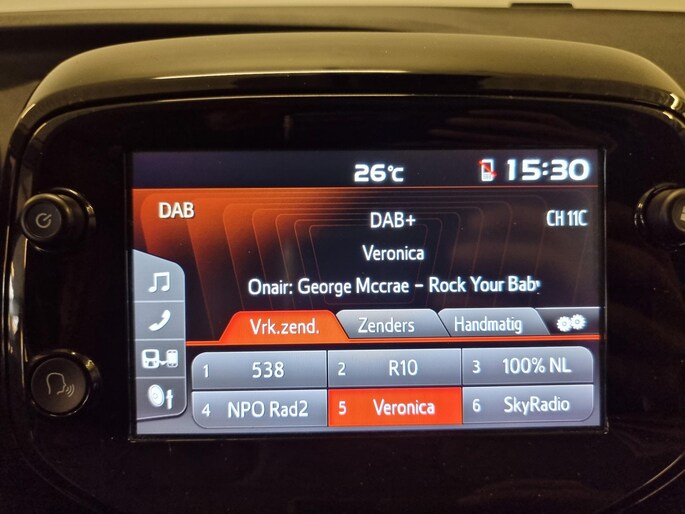 26°C 15:30
DAB DAB+ CH 11C
Veronica
Onair: George Mccrae - Rock Your Baby
Vrk.zend. Zenders Handmatig
1 538 2 R10 3 100% NL
4 NPO Rad2 5 Veronica 6 SkyRadio